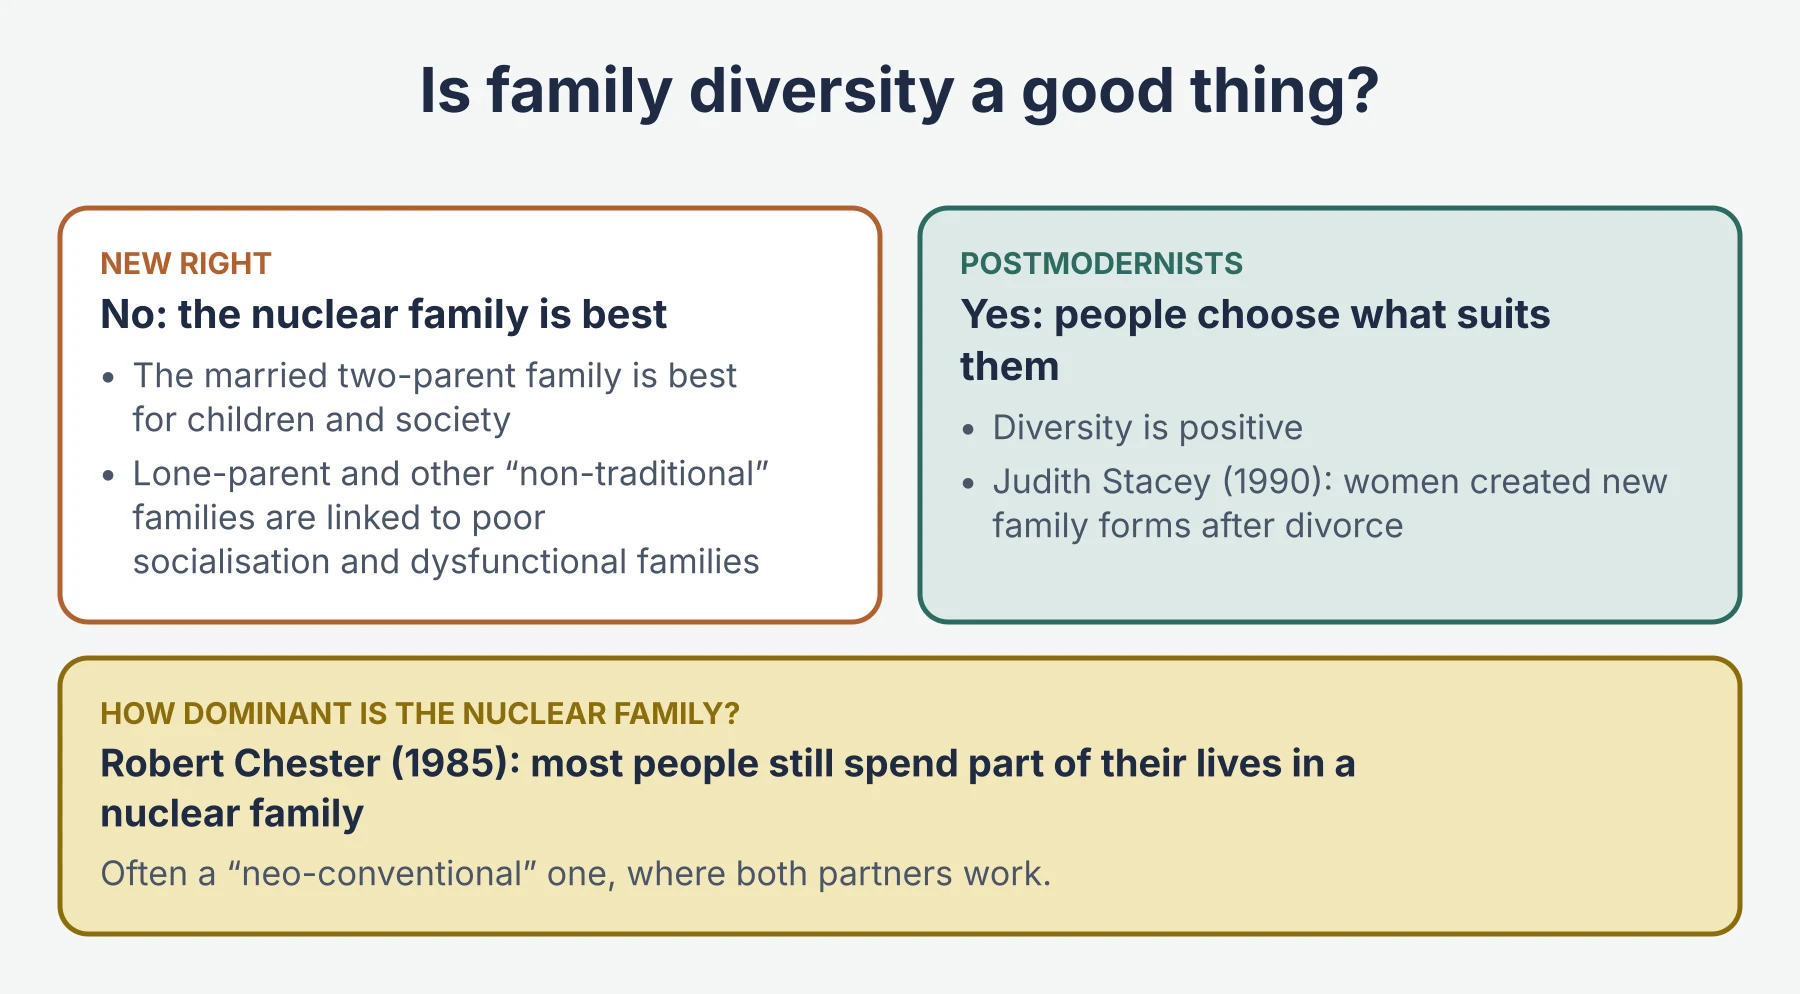 Is family diversity a good thing?
NEW RIGHT
No: the nuclear family is best
• The married two-parent family is best
for children and society
• Lone-parent and other “non-traditional”
families are linked to poor
socialisation and dysfunctional families
POSTMODERNISTS
Yes: people choose what suits
them
• Diversity is positive
• Judith Stacey (1990): women created new
family forms after divorce
HOW DOMINANT IS THE NUCLEAR FAMILY?
Robert Chester (1985): most people still spend part of their lives in a
nuclear family
Often a “neo-conventional” one, where both partners work.